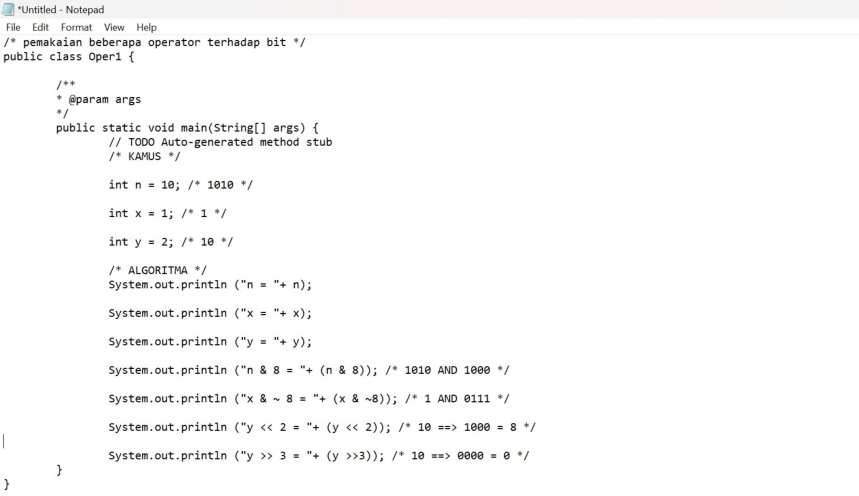 *Untitled - Notepad
File Edit Format View Help
/* pemakaian beberapa operator terhadap bit */
public class Oper1 {
/**
* @param args
*/
public static void main(String[] args) {
// TODO Auto-generated method stub
/* KAMUS */
int n = 10; /* 1010 */
int x = 1; /* 1 */
int y = 2; /* 10 */
/* ALGORITMA */
System.out.println ("n = "+ n);
System.out.println ("x = "+ x);
System.out.println ("y = "+ y);
System.out.println ("n & 8 = "+ (n & 8)); /* 1010 AND 1000 */
System.out.println ("x & ~ 8 = "+ (x & ~8)); /* 1 AND 0111 */
System.out.println ("y << 2 = "+ (y << 2)); /* 10 ==> 1000 = 8 */
System.out.println ("y >> 3 = "+ (y >>3)); /* 10 ==> 0000 = 0 */
}
}